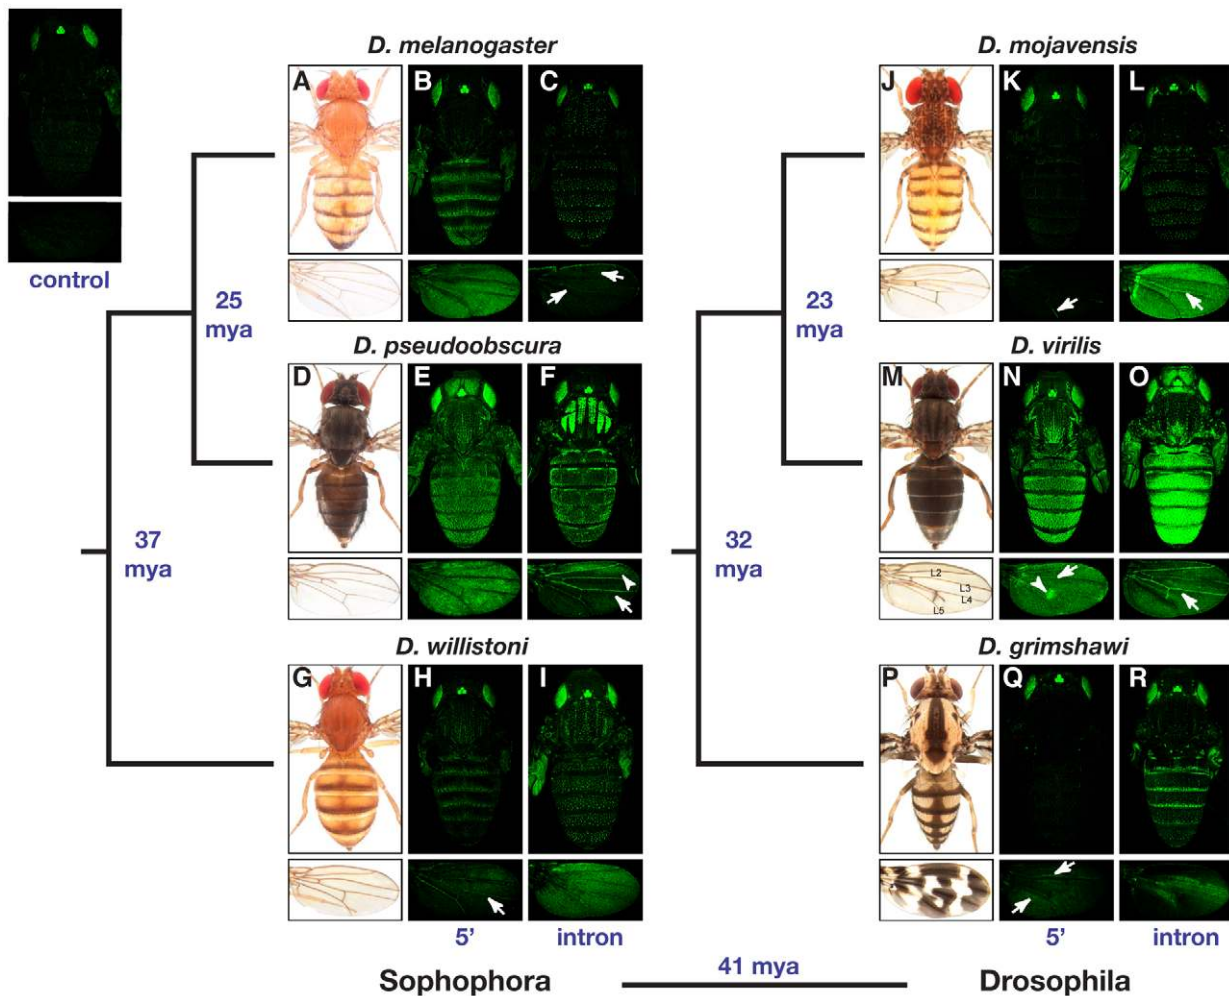 control
D. melanogaster
A B C
25
mya
D. pseudoobscura
D E F
37
mya
D. willistoni
G H I
5’ intron
Sophophora
D. mojavensis
J K L
23
mya
D. virilis
M N O
L2
L3
L4
L5
32
mya
D. grimshawi
P Q R
5’ intron
41 mya
Drosophila